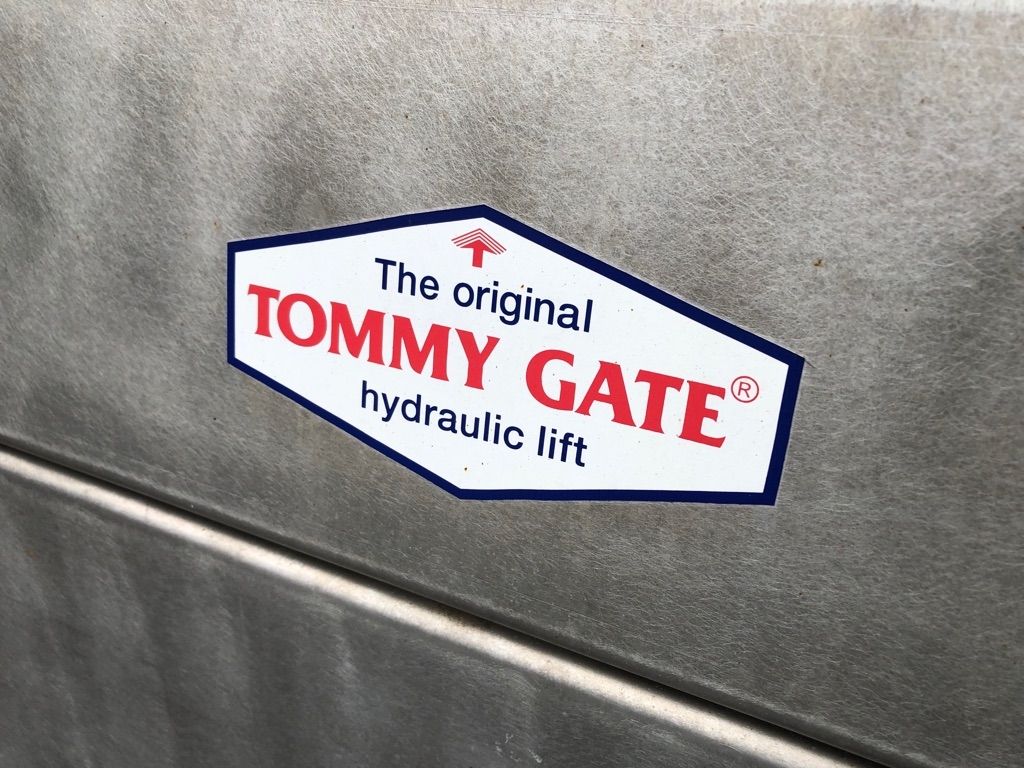 The original
TOMMY GATE®
hydraulic lift